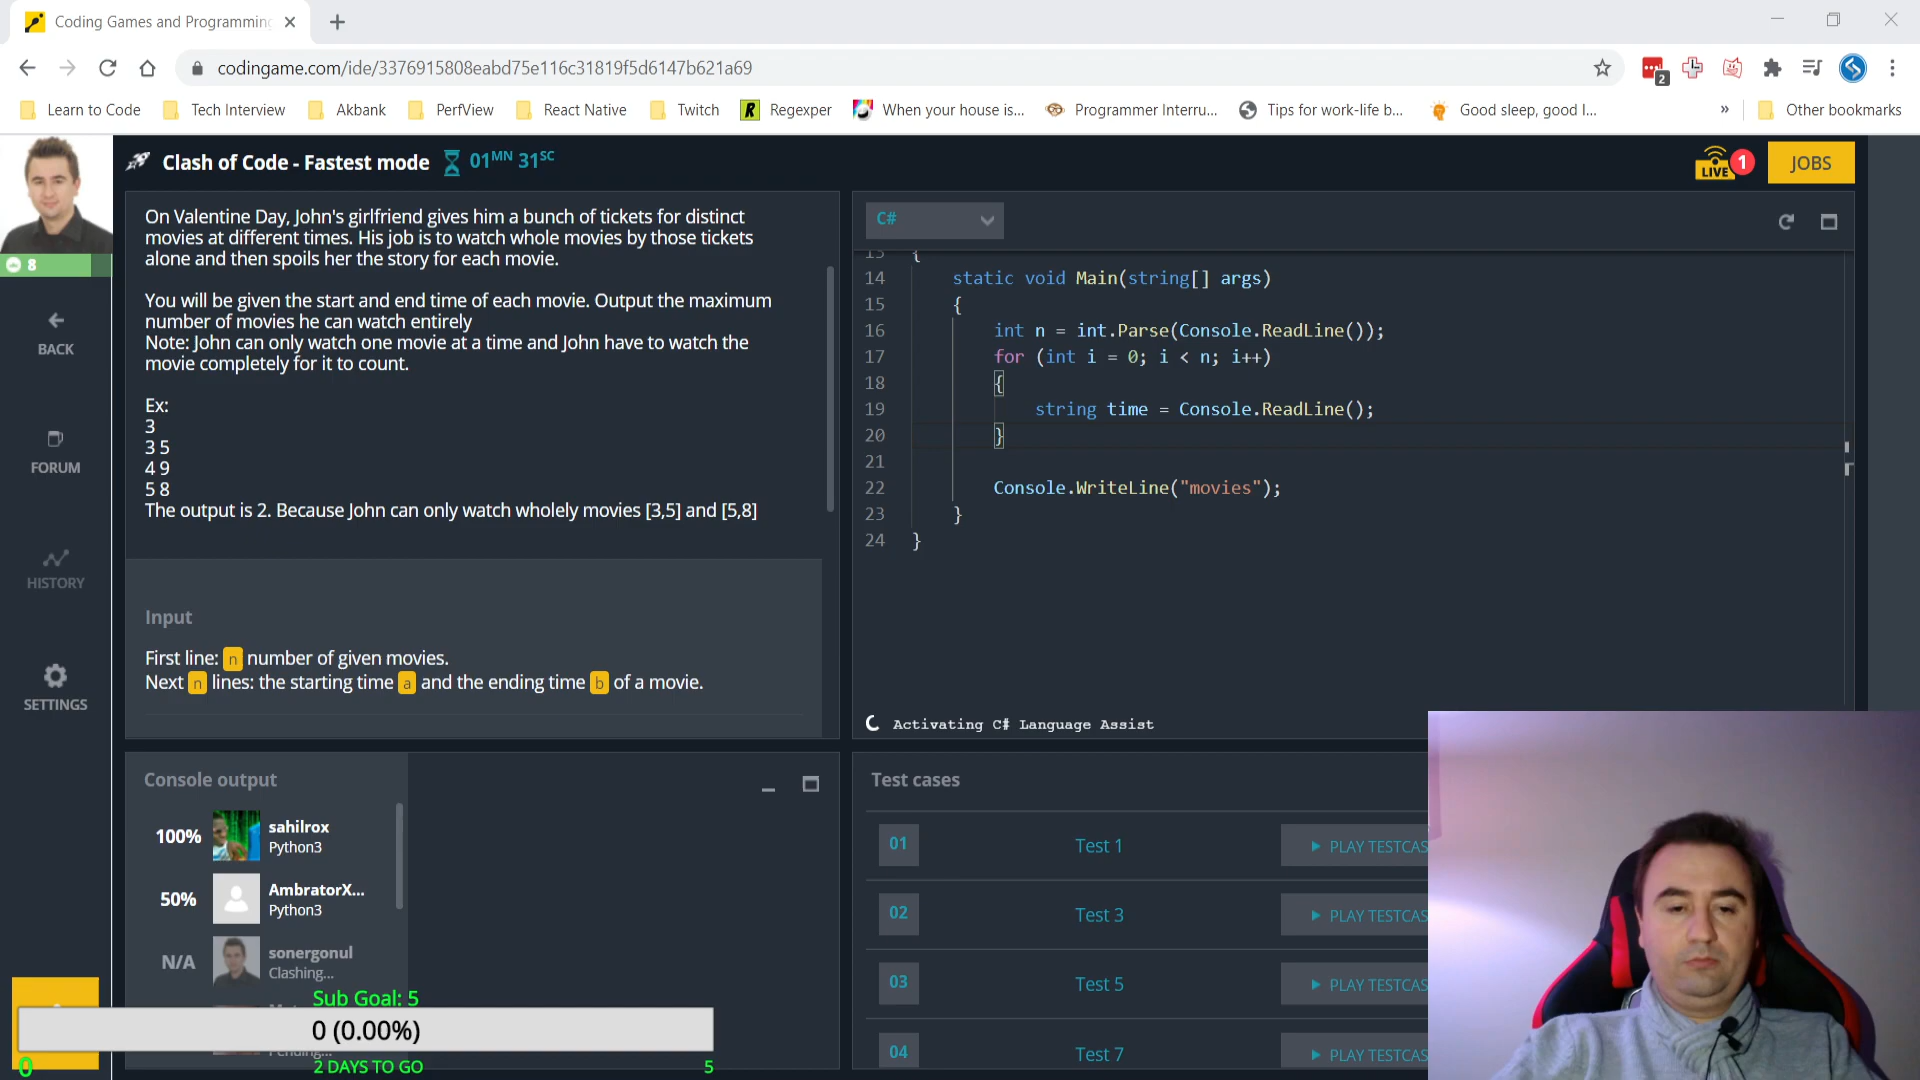 Coding Games and Programming
codingame.com/ide/3376915808eabd75e116c31819f5d6147b621a69
2
Learn to Code
Tech Interview
Akbank
PerfView
React Native
Twitch
R
Regexper
When your house is...
Programmer Interru...
Tips for work-life b...
Good sleep, good l...
»
Other bookmarks
Clash of Code - Fastest mode
01MN 31SC
LIVE
1
JOBS
8
BACK
FORUM
HISTORY
SETTINGS
On Valentine Day, John's girlfriend gives him a bunch of tickets for distinct
movies at different times. His job is to watch whole movies by those tickets
alone and then spoils her the story for each movie.
You will be given the start and end time of each movie. Output the maximum
number of movies he can watch entirely
Note: John can only watch one movie at a time and John have to watch the
movie completely for it to count.
Ex:
3
3 5
4 9
5 8
The output is 2. Because John can only watch wholely movies [3,5] and [5,8]
Input
First line: n number of given movies.
Next n lines: the starting time a and the ending time b of a movie.
C#
13 {
14 static void Main(string[] args)
15 {
16 int n = int.Parse(Console.ReadLine());
17 for (int i = 0; i < n; i++)
18 {
19 string time = Console.ReadLine();
20 }
21
22 Console.WriteLine("movies");
23 }
24 }
Activating C# Language Assist
Console output
100%
sahilrox
Python3
50%
AmbratorX...
Python3
N/A
sonergonul
Clashing...
Sub Goal: 5
0 (0.00%)
0
2 DAYS TO GO
5
Test cases
01
Test 1
PLAY TESTCAS
02
Test 3
PLAY TESTCAS
03
Test 5
PLAY TESTCAS
04
Test 7
PLAY TESTCAS